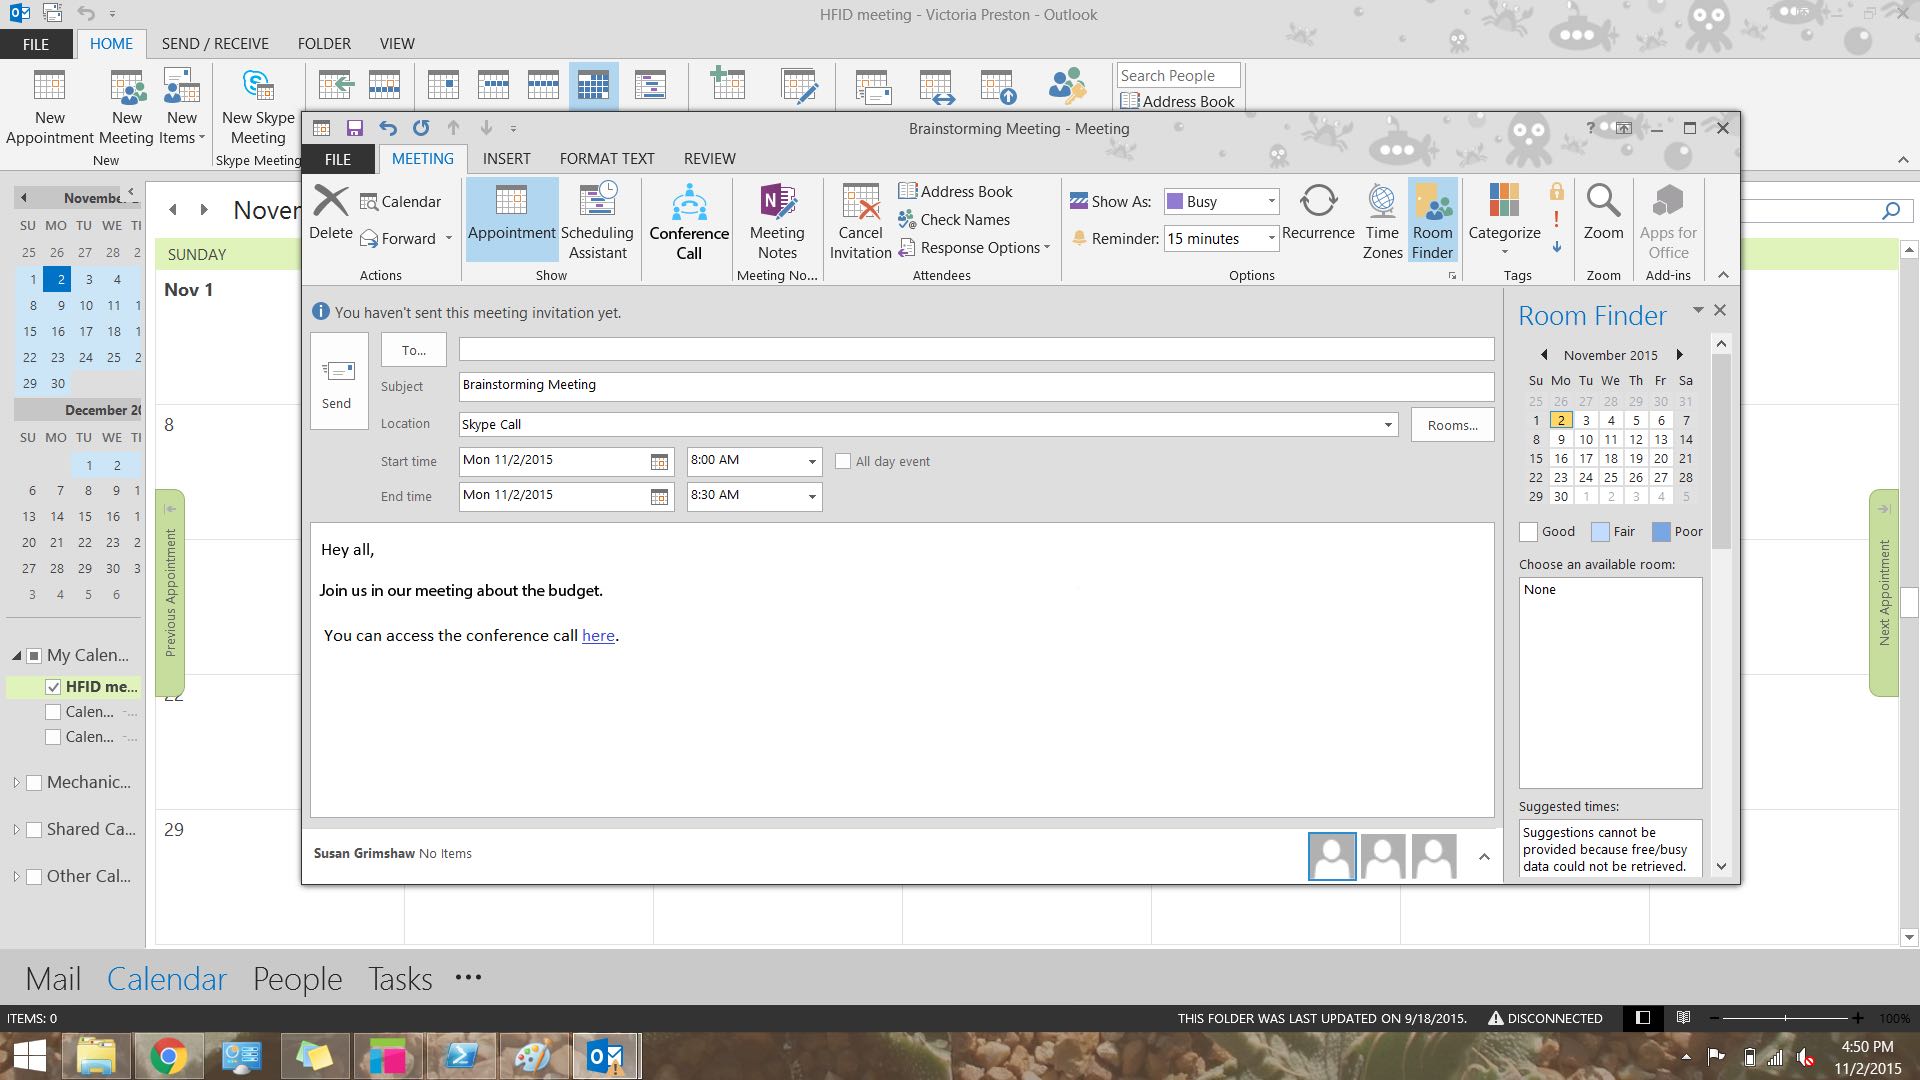 HFID meeting - Victoria Preston - Outlook
FILE HOME SEND / RECEIVE FOLDER VIEW
New Appointment
New Meeting
New Items
New Skype Meeting
New
Skype Meeting
Search People
Address Book
Brainstorming Meeting - Meeting
FILE MEETING INSERT FORMAT TEXT REVIEW
Delete
Calendar
Forward
Actions
Appointment
Scheduling Assistant
Show
Conference Call
Meeting Notes
Meeting No...
Cancel Invitation
Address Book
Check Names
Response Options
Attendees
Show As: Busy
Reminder: 15 minutes
Recurrence
Time Zones
Room Finder
Options
Categorize
Tags
Zoom
Zoom
Apps for Office
Add-ins
SU MO TU WE
25 26 27 28 2
1 2 3 4
8 9 10 11 1
15 16 17 18 1
22 23 24 25 2
29 30
December 20
SU MO TU WE
1 2
6 7 8 9 1
13 14 15 16 1
20 21 22 23 2
27 28 29 30 3
3 4 5 6
My Calen...
HFID me...
Calen... -...
Calen... -...
Mechanic...
Shared Ca...
Other Cal...
SUNDAY
Nov 1
8
22
29
Previous Appointment
Next Appointment
You haven't sent this meeting invitation yet.
Send
To...
Subject Brainstorming Meeting
Location Skype Call Rooms...
Start time Mon 11/2/2015 8:00 AM All day event
End time Mon 11/2/2015 8:30 AM
Hey all,
Join us in our meeting about the budget.
You can access the conference call here.
Susan Grimshaw No Items
Room Finder
November 2015
Su Mo Tu We Th Fr Sa
25 26 27 28 29 30 31
1 2 3 4 5 6 7
8 9 10 11 12 13 14
15 16 17 18 19 20 21
22 23 24 25 26 27 28
29 30 1 2 3 4 5
Good Fair Poor
Choose an available room:
None
Suggested times:
Suggestions cannot be
provided because free/busy
data could not be retrieved.
Mail Calendar People Tasks •••
ITEMS: 0
THIS FOLDER WAS LAST UPDATED ON 9/18/2015. DISCONNECTED 100%
4:50 PM
11/2/2015